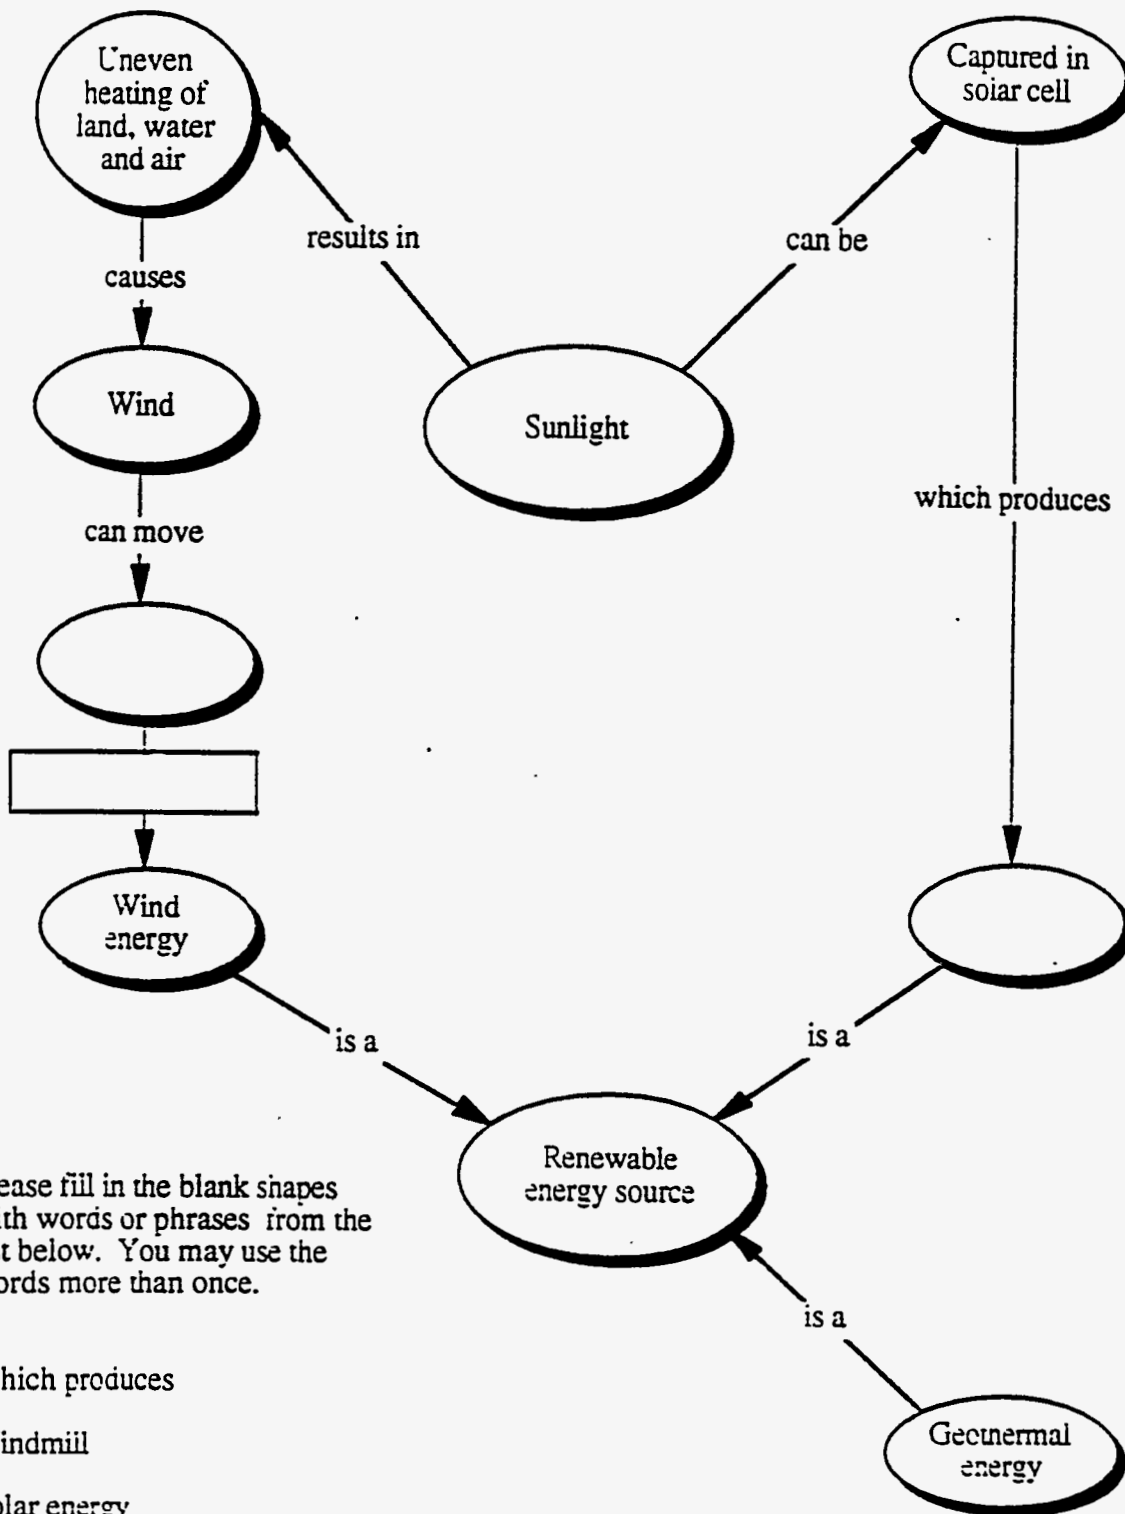 Uneven
heating of
land, water
and air
Captured in
solar cell
results in
can be
causes
Wind
Sunlight
which produces
can move
Wind
energy
is a
is a
Renewable
energy source
ease fill in the blank shapes
th words or phrases from the
t below. You may use the
ords more than once.
is a
hich produces
indmill
Geothermal
energy
olar energy